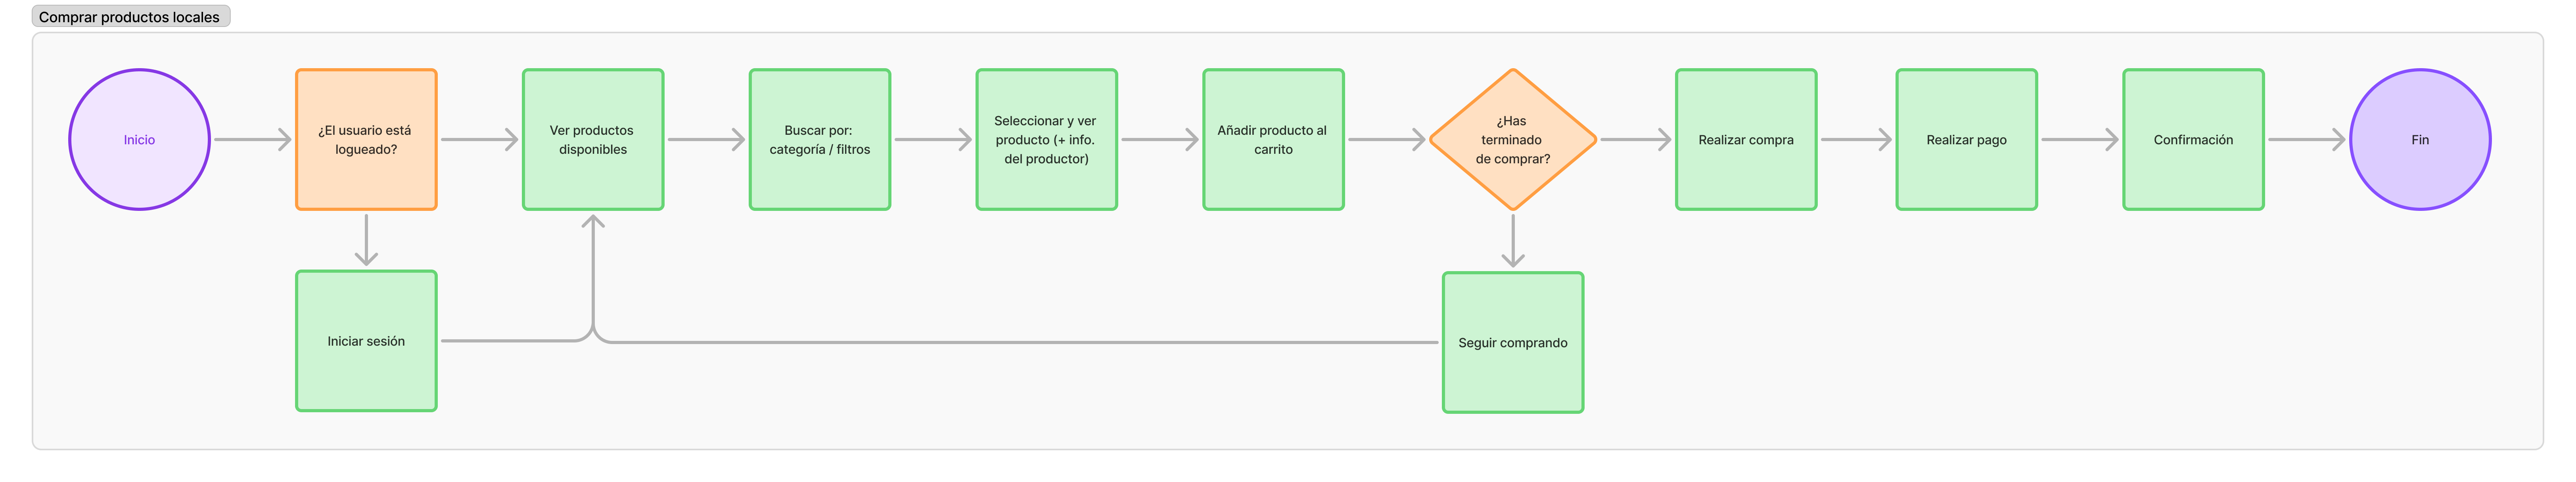 Comprar productos locales
Inicio
¿El usuario está
logueado?
Ver productos
disponibles
Buscar por:
categoría / filtros
Seleccionar y ver
producto (+ info.
del productor)
Añadir producto al
carrito
¿Has
terminado
de comprar?
Realizar compra
Realizar pago
Confirmación
Fin
Iniciar sesión
Seguir comprando